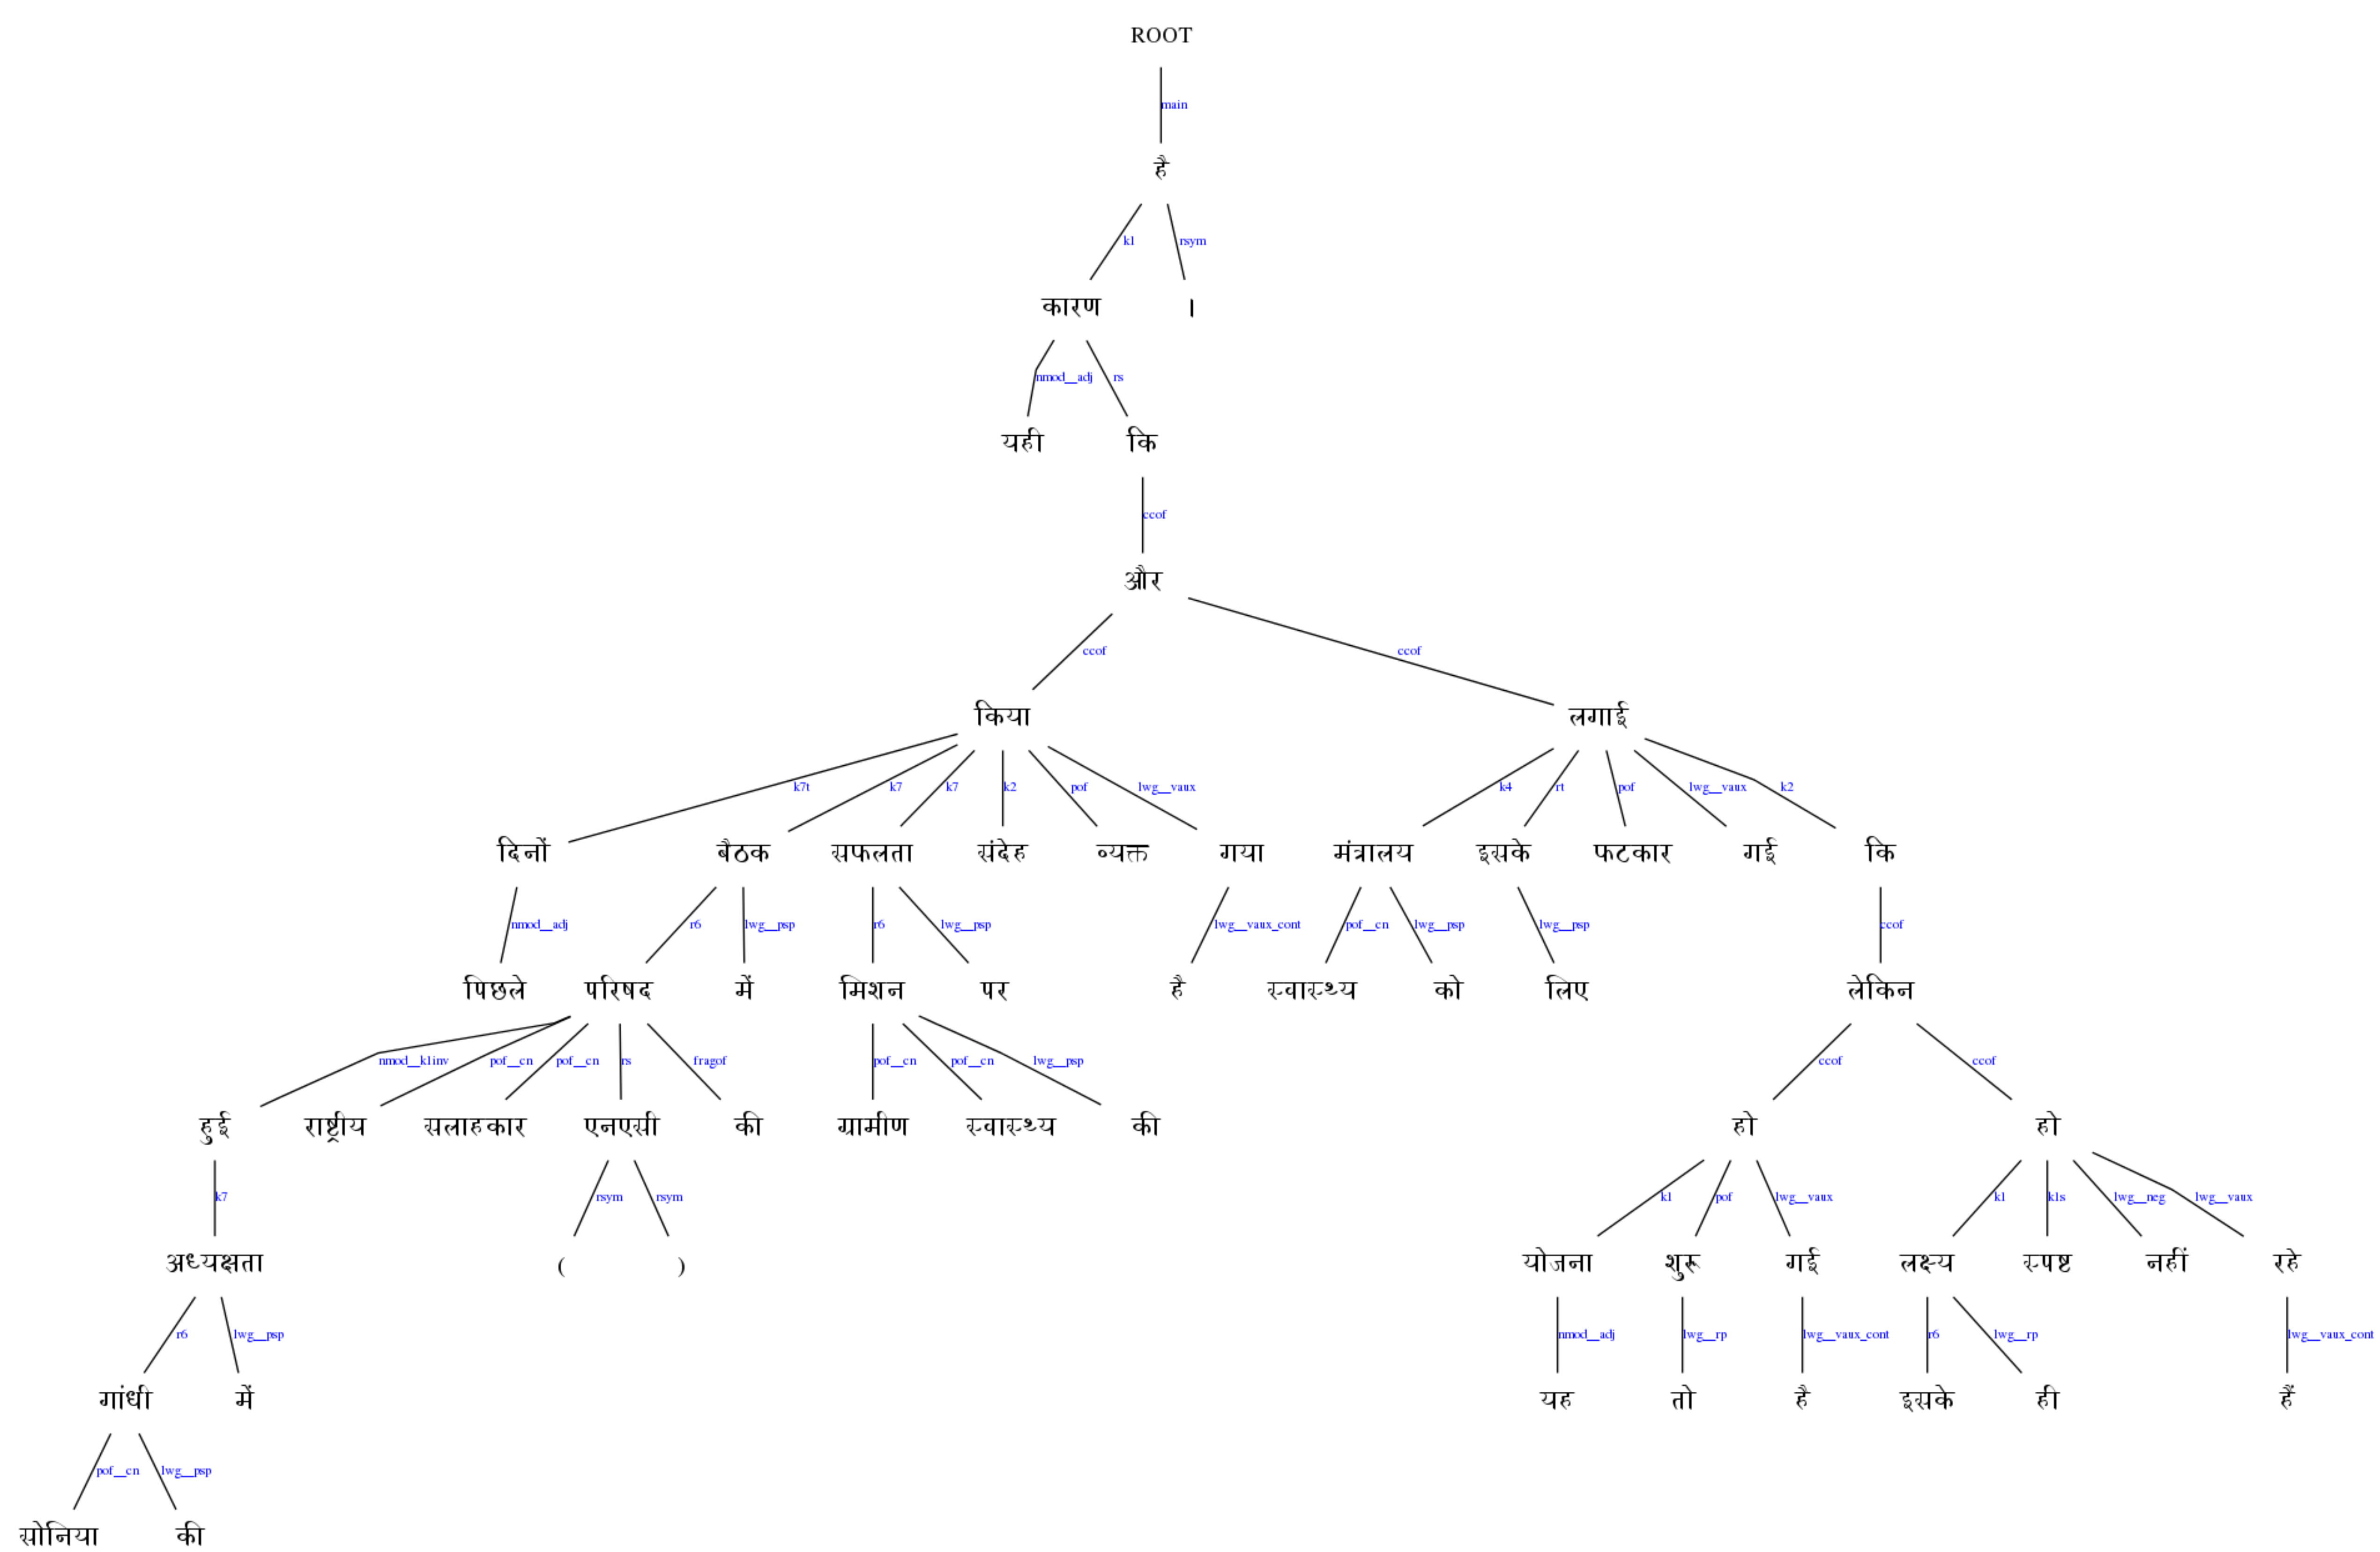 ROOT
main
है
k1 rsym
कारण ।
nmod__adj rs
यही कि
ccof
और
ccof ccof
किया लगाई
k7t k7 k7 k2 pof lwg__vaux k4 rt pof lwg__vaux k2
दिनों बैठक सफलता संदेह व्यक्त गया मंत्रालय इसके फटकार गई कि
nmod__adj r6 lwg__psp r6 lwg__psp lwg__vaux_cont pof__cn lwg__psp lwg__psp ccof
पिछले परिषद में मिशन पर है स्वास्थ्य को लिए लेकिन
nmod__k1inv pof__cn pof__cn rs fragof pof__cn pof__cn lwg__psp ccof ccof
हुई राष्ट्रीय सलाहकार एनएसी की ग्रामीण स्वास्थ्य की हो हो
k7 rsym rsym k1 pof lwg__vaux k1 k1s lwg__neg lwg__vaux
अध्यक्षता ( ) योजना शुरू गई लक्ष्य स्पष्ट नहीं रहे
r6 lwg__psp nmod__adj lwg__rp lwg__vaux_cont r6 lwg__rp lwg__vaux_cont
गांधी में यह तो है इसके ही हैं
pof__cn lwg__psp
सोनिया की